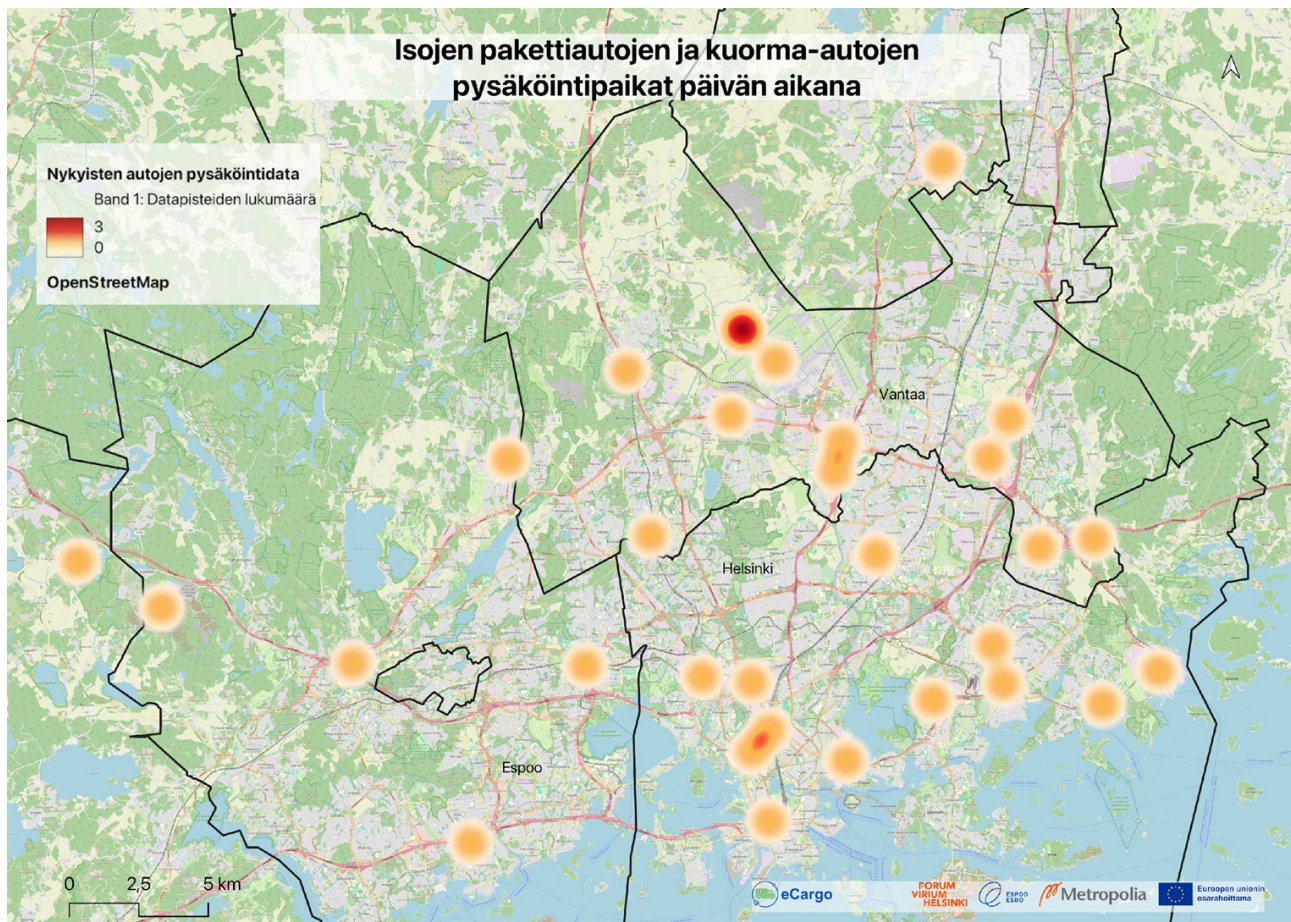 Isojen pakettiautojen ja kuorma-autojen
pysäköintipaikat päivän aikana
Nykyisten autojen pysäköintidata
Band 1: Datapisteiden lukumäärä
3
0
OpenStreetMap
Vantaa
Helsinki
Espoo
0 2,5 5 km
eCargo
FORUM
VIRIUM
HELSINKI
ESPOO
ESBO
Metropolia
Euroopan unionin
osarahoittama